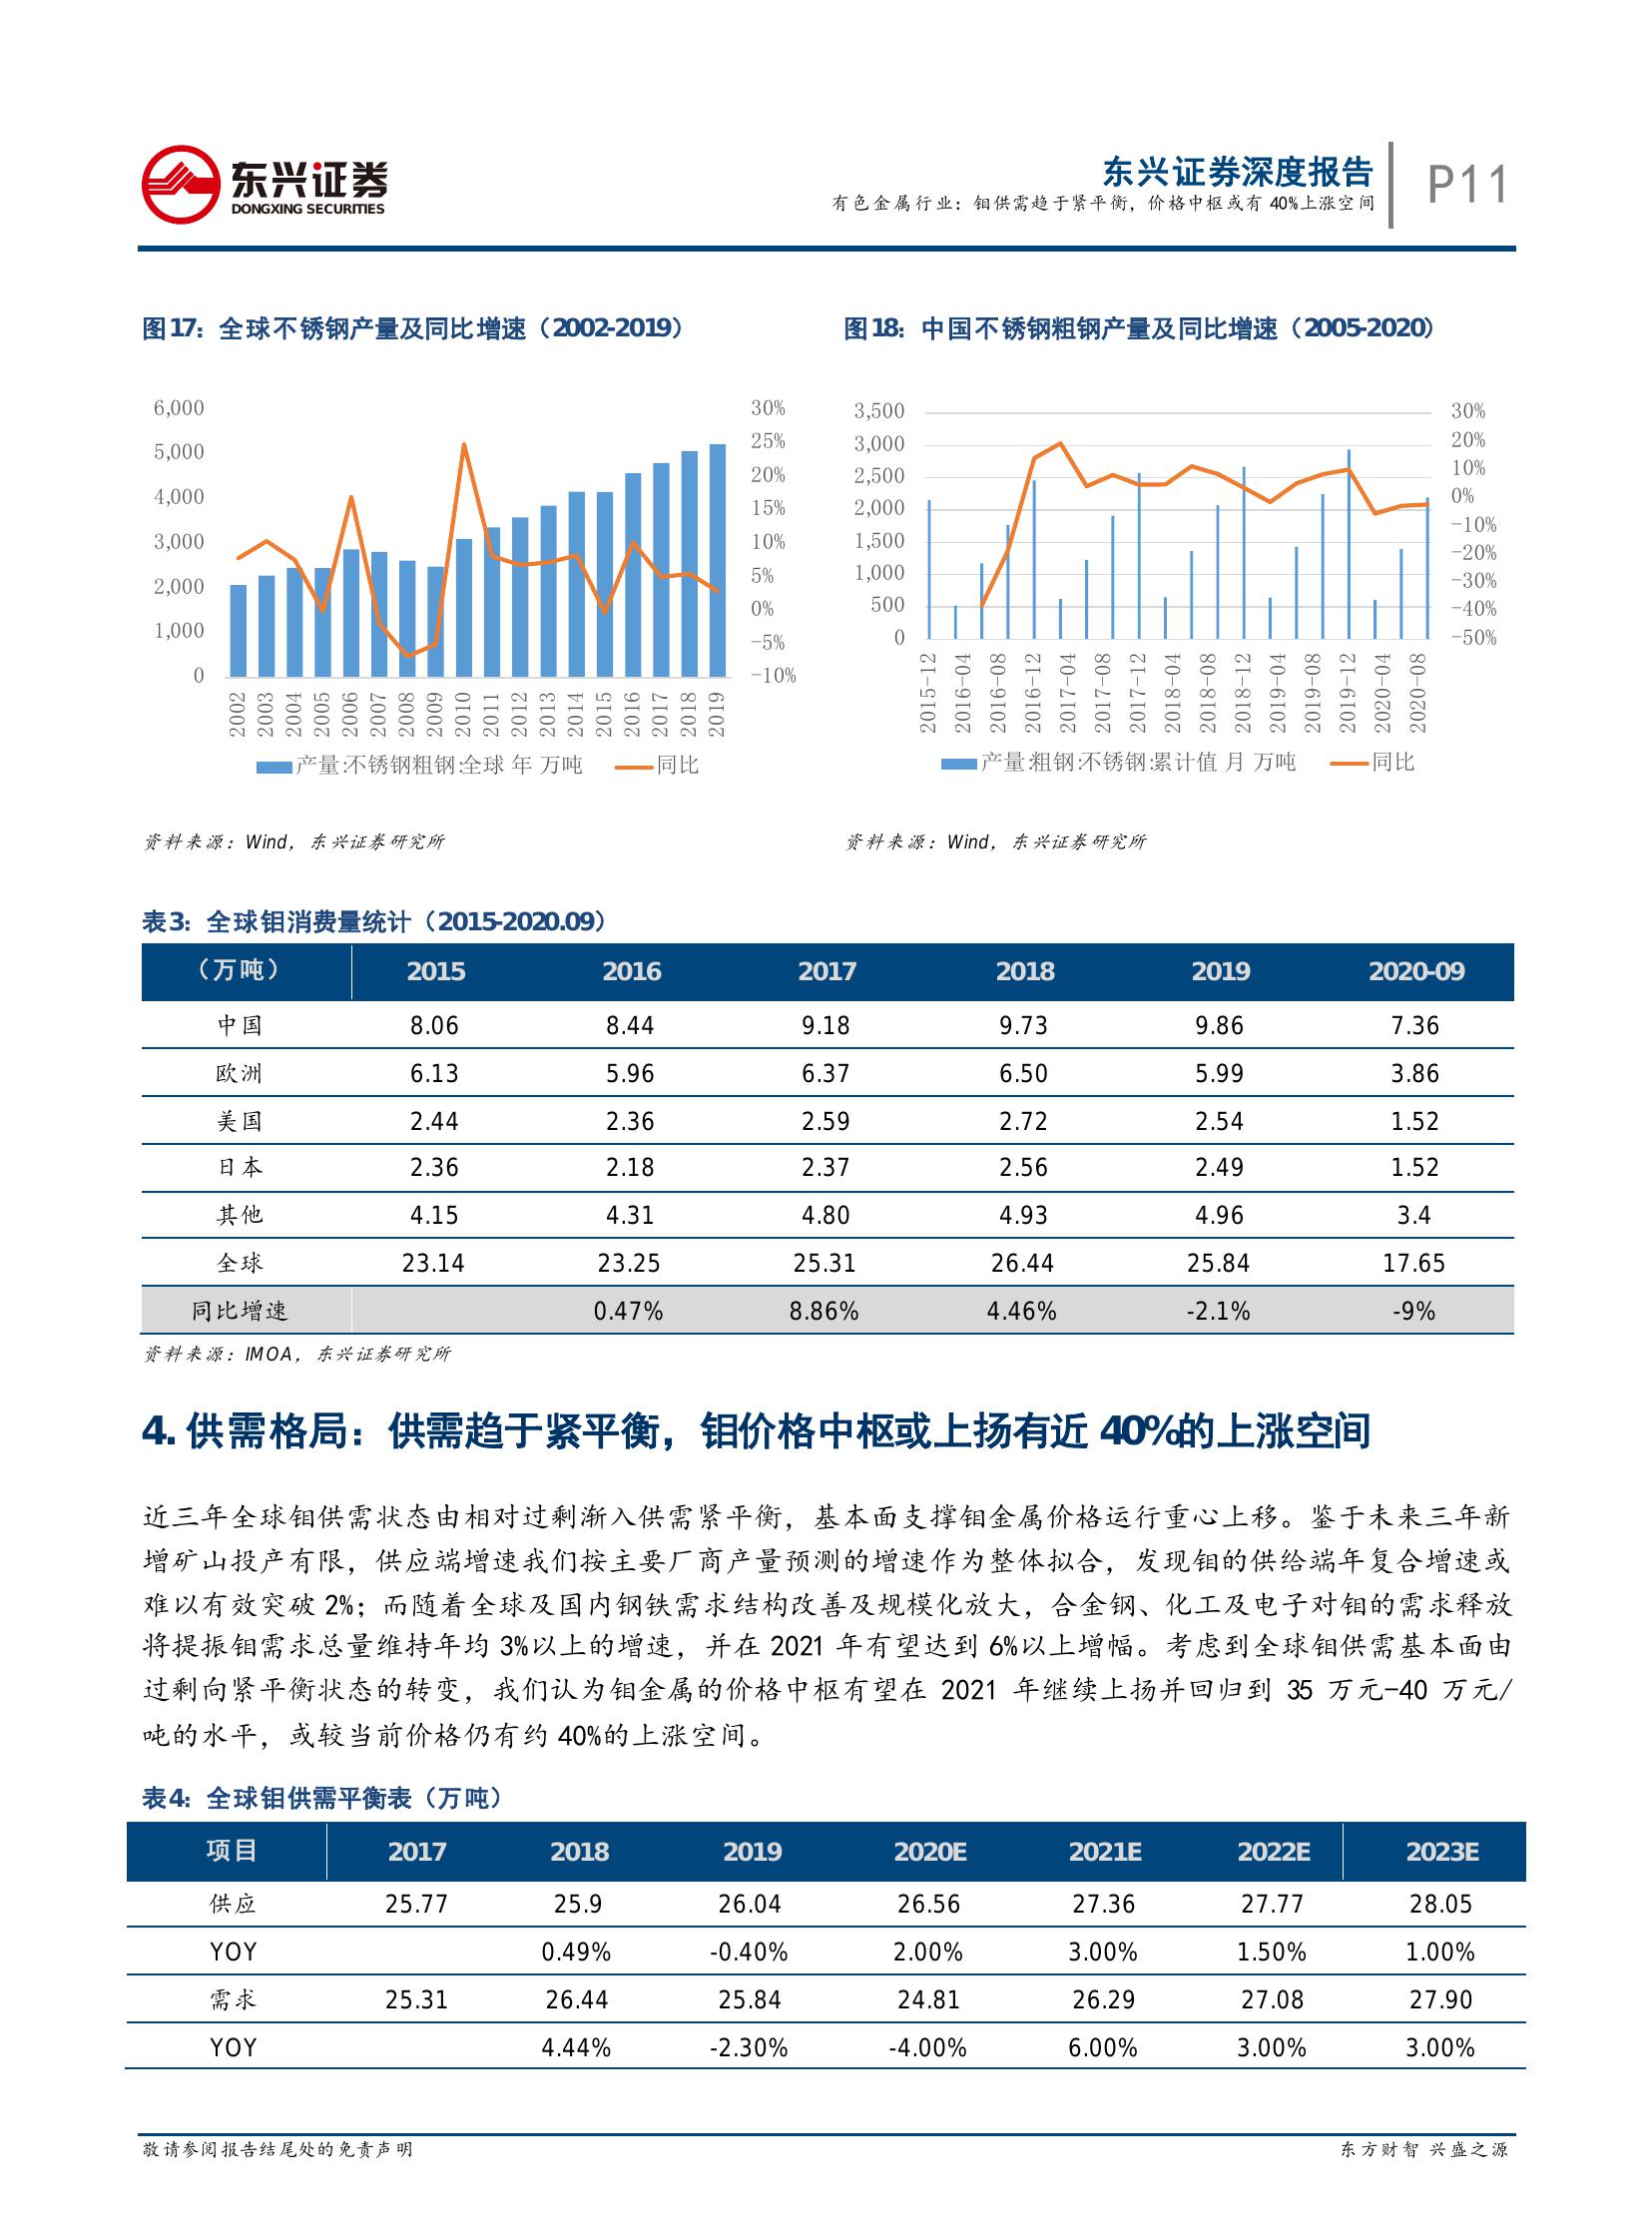 东兴证券
DONGXING SECURITIES
东兴证券深度报告
有色金属行业：钼供需趋于紧平衡，价格中枢或有 40%上涨空间
P11
图17：全球不锈钢产量及同比增速（2002-2019）
6,000
5,000
4,000
3,000
2,000
1,000
0
30%
25%
20%
15%
10%
5%
0%
-5%
-10%
2002 2003 2004 2005 2006 2007 2008 2009 2010 2011 2012 2013 2014 2015 2016 2017 2018 2019
产量:不锈钢粗钢:全球 年 万吨 同比
资料来源：Wind，东兴证券研究所
图18：中国不锈钢粗钢产量及同比增速（2005-2020）
3,500
3,000
2,500
2,000
1,500
1,000
500
0
30%
20%
10%
0%
-10%
-20%
-30%
-40%
-50%
2015-12 2016-04 2016-08 2016-12 2017-04 2017-08 2017-12 2018-04 2018-08 2018-12 2019-04 2019-08 2019-12 2020-04 2020-08
产量:粗钢:不锈钢:累计值 月 万吨 同比
资料来源：Wind，东兴证券研究所
表3：全球钼消费量统计（2015-2020.09）
（万吨） 2015 2016 2017 2018 2019 2020-09
中国 8.06 8.44 9.18 9.73 9.86 7.36
欧洲 6.13 5.96 6.37 6.50 5.99 3.86
美国 2.44 2.36 2.59 2.72 2.54 1.52
日本 2.36 2.18 2.37 2.56 2.49 1.52
其他 4.15 4.31 4.80 4.93 4.96 3.4
全球 23.14 23.25 25.31 26.44 25.84 17.65
同比增速 0.47% 8.86% 4.46% -2.1% -9%
资料来源：IMOA，东兴证券研究所
4. 供需格局：供需趋于紧平衡，钼价格中枢或上扬有近 40%的上涨空间
近三年全球钼供需状态由相对过剩渐入供需紧平衡，基本面支撑钼金属价格运行重心上移。鉴于未来三年新
增矿山投产有限，供应端增速我们按主要厂商产量预测的增速作为整体拟合，发现钼的供给端年复合增速或
难以有效突破 2%；而随着全球及国内钢铁需求结构改善及规模化放大，合金钢、化工及电子对钼的需求释放
将提振钼需求总量维持年均 3%以上的增速，并在 2021 年有望达到 6%以上增幅。考虑到全球钼供需基本面由
过剩向紧平衡状态的转变，我们认为钼金属的价格中枢有望在 2021 年继续上扬并回归到 35 万元-40 万元/
吨的水平，或较当前价格仍有约 40%的上涨空间。
表4：全球钼供需平衡表（万吨）
项目 2017 2018 2019 2020E 2021E 2022E 2023E
供应 25.77 25.9 26.04 26.56 27.36 27.77 28.05
YOY 0.49% -0.40% 2.00% 3.00% 1.50% 1.00%
需求 25.31 26.44 25.84 24.81 26.29 27.08 27.90
YOY 4.44% -2.30% -4.00% 6.00% 3.00% 3.00%
敬请参阅报告结尾处的免责声明
东方财智 兴盛之源